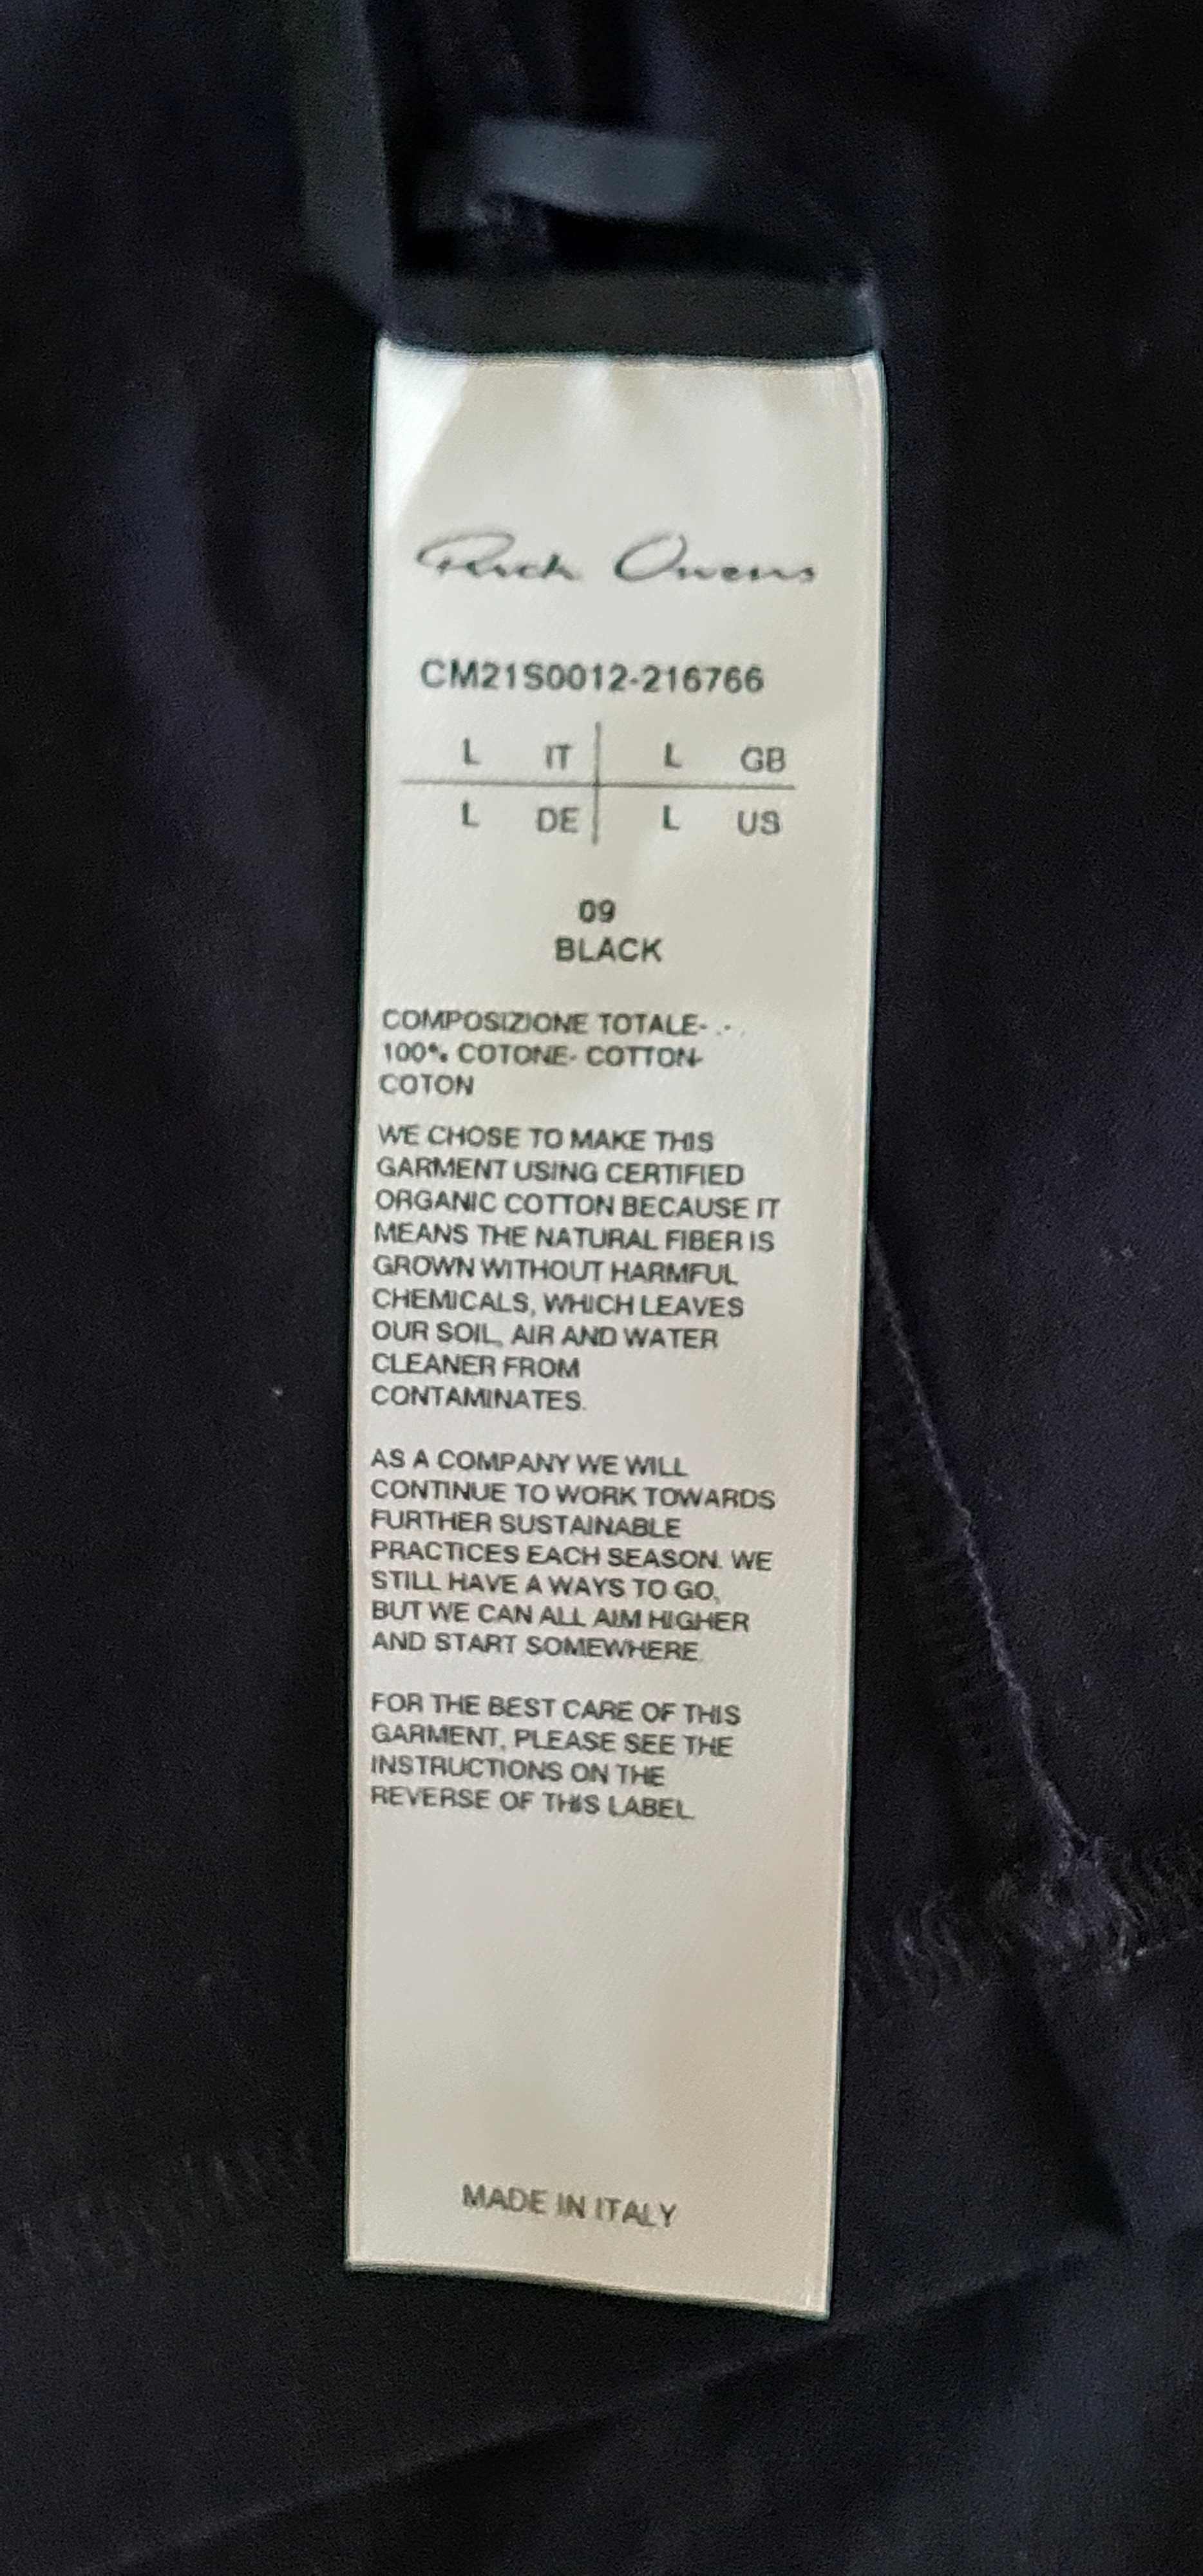 Rick Owens
CM21S0012-216766
L IT L GB
L DE L US
09
BLACK
COMPOSIZIONE TOTALE- .-.
100% COTONE- COTTON-
COTON
WE CHOSE TO MAKE THIS
GARMENT USING CERTIFIED
ORGANIC COTTON BECAUSE IT
MEANS THE NATURAL FIBER IS
GROWN WITHOUT HARMFUL
CHEMICALS, WHICH LEAVES
OUR SOIL, AIR AND WATER
CLEANER FROM
CONTAMINATES.
AS A COMPANY WE WILL
CONTINUE TO WORK TOWARDS
FURTHER SUSTAINABLE
PRACTICES EACH SEASON. WE
STILL HAVE A WAYS TO GO,
BUT WE CAN ALL AIM HIGHER
AND START SOMEWHERE.
FOR THE BEST CARE OF THIS
GARMENT, PLEASE SEE THE
INSTRUCTIONS ON THE
REVERSE OF THIS LABEL.
MADE IN ITALY